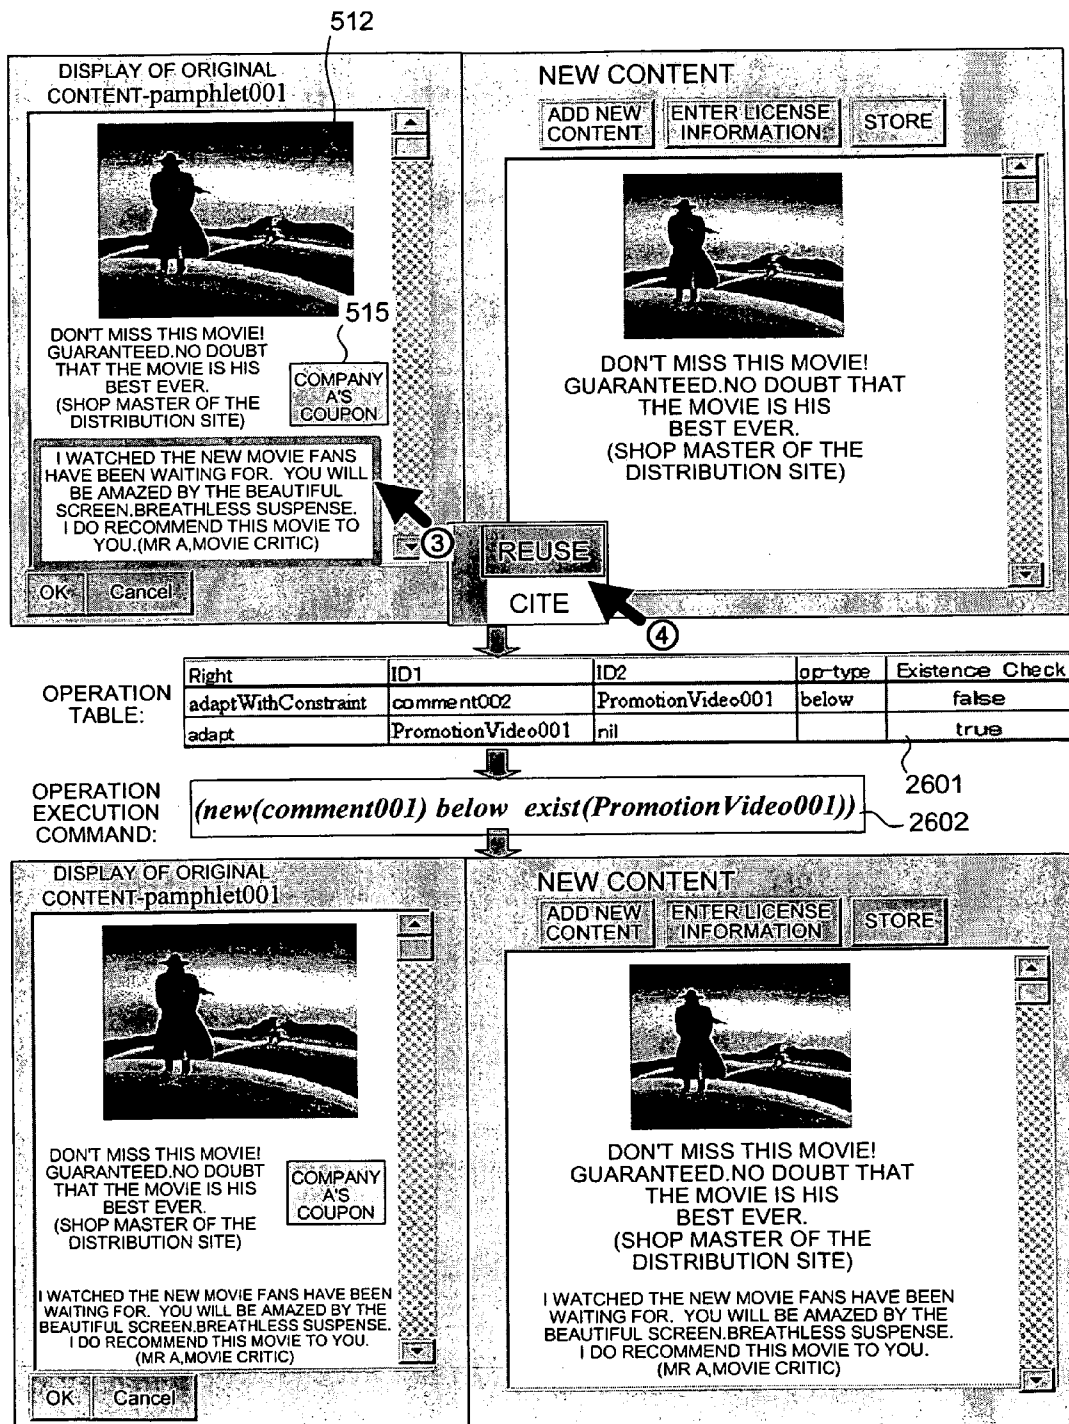 512
DISPLAY OF ORIGINAL
CONTENT-pamphlet001
NEW CONTENT
ADD NEW
CONTENT
ENTER LICENSE
INFORMATION
STORE
515
DON'T MISS THIS MOVIE!
GUARANTEED.NO DOUBT
THAT THE MOVIE IS HIS
BEST EVER.
(SHOP MASTER OF THE
DISTRIBUTION SITE)
COMPANY
A'S
COUPON
DON'T MISS THIS MOVIE!
GUARANTEED.NO DOUBT THAT
THE MOVIE IS HIS
BEST EVER.
(SHOP MASTER OF THE
DISTRIBUTION SITE)
I WATCHED THE NEW MOVIE FANS
HAVE BEEN WAITING FOR. YOU WILL
BE AMAZED BY THE BEAUTIFUL
SCREEN.BREATHLESS SUSPENSE.
I DO RECOMMEND THIS MOVIE TO
YOU.(MR A,MOVIE CRITIC)
③
REUSE
CITE
④
OK Cancel
OPERATION
TABLE:
Right ID1 ID2 op-type Existence Check
adaptWithConstraint comment002 PromotionVideo001 below false
adapt PromotionVideo001 nil true
2601
OPERATION
EXECUTION
COMMAND:
(new(comment001) below exist(PromotionVideo001))
2602
DISPLAY OF ORIGINAL
CONTENT-pamphlet001
NEW CONTENT
ADD NEW
CONTENT
ENTER LICENSE
INFORMATION
STORE
DON'T MISS THIS MOVIE!
GUARANTEED.NO DOUBT
THAT THE MOVIE IS HIS
BEST EVER.
(SHOP MASTER OF THE
DISTRIBUTION SITE)
COMPANY
A'S
COUPON
I WATCHED THE NEW MOVIE FANS HAVE BEEN
WAITING FOR. YOU WILL BE AMAZED BY THE
BEAUTIFUL SCREEN.BREATHLESS SUSPENSE.
I DO RECOMMEND THIS MOVIE TO YOU.
(MR A,MOVIE CRITIC)
OK Cancel
DON'T MISS THIS MOVIE!
GUARANTEED.NO DOUBT THAT
THE MOVIE IS HIS
BEST EVER.
(SHOP MASTER OF THE
DISTRIBUTION SITE)
I WATCHED THE NEW MOVIE FANS HAVE BEEN
WAITING FOR. YOU WILL BE AMAZED BY THE
BEAUTIFUL SCREEN.BREATHLESS SUSPENSE.
I DO RECOMMEND THIS MOVIE TO YOU.
(MR A,MOVIE CRITIC)